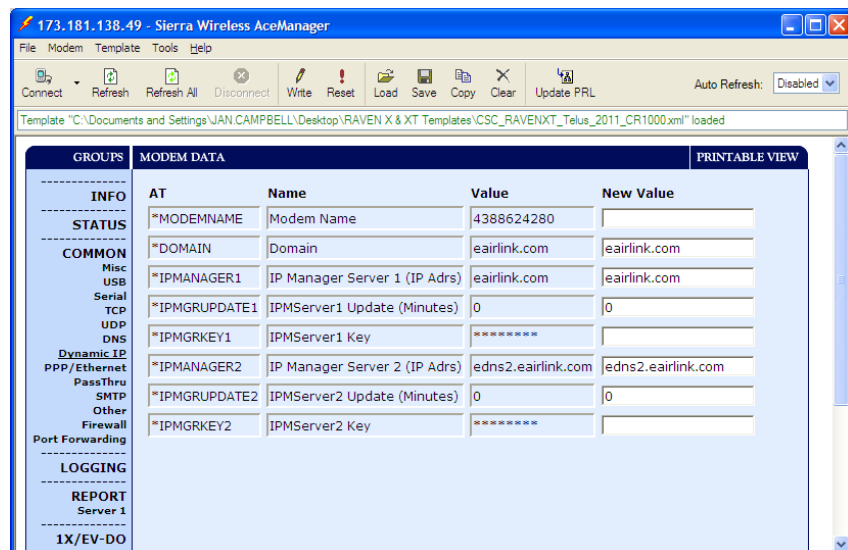 173.181.138.49 - Sierra Wireless AceManager
File Modem Template Tools Help
Connect Refresh Refresh All Disconnect Write Reset Load Save Copy Clear Update PRL Auto Refresh: Disabled
Template "C:\Documents and Settings\JAN.CAMPBELL\Desktop\RAVEN X & XT Templates\CSC_RAVENXT_Telus_2011_CR1000.xml" loaded
GROUPS MODEM DATA PRINTABLE VIEW
--------------
INFO
--------------
STATUS
--------------
COMMON
Misc
USB
Serial
TCP
UDP
DNS
Dynamic IP
PPP/Ethernet
PassThru
SMTP
Other
Firewall
Port Forwarding
--------------
LOGGING
--------------
REPORT
Server 1
--------------
1X/EV-DO
AT Name Value New Value
*MODEMNAME Modem Name 4388624280
*DOMAIN Domain eairlink.com eairlink.com
*IPMANAGER1 IP Manager Server 1 (IP Adrs) eairlink.com eairlink.com
*IPMGRUPDATE1 IPMServer1 Update (Minutes) 0 0
*IPMGRKEY1 IPMServer1 Key ********
*IPMANAGER2 IP Manager Server 2 (IP Adrs) edns2.eairlink.com edns2.eairlink.com
*IPMGRUPDATE2 IPMServer2 Update (Minutes) 0 0
*IPMGRKEY2 IPMServer2 Key ********